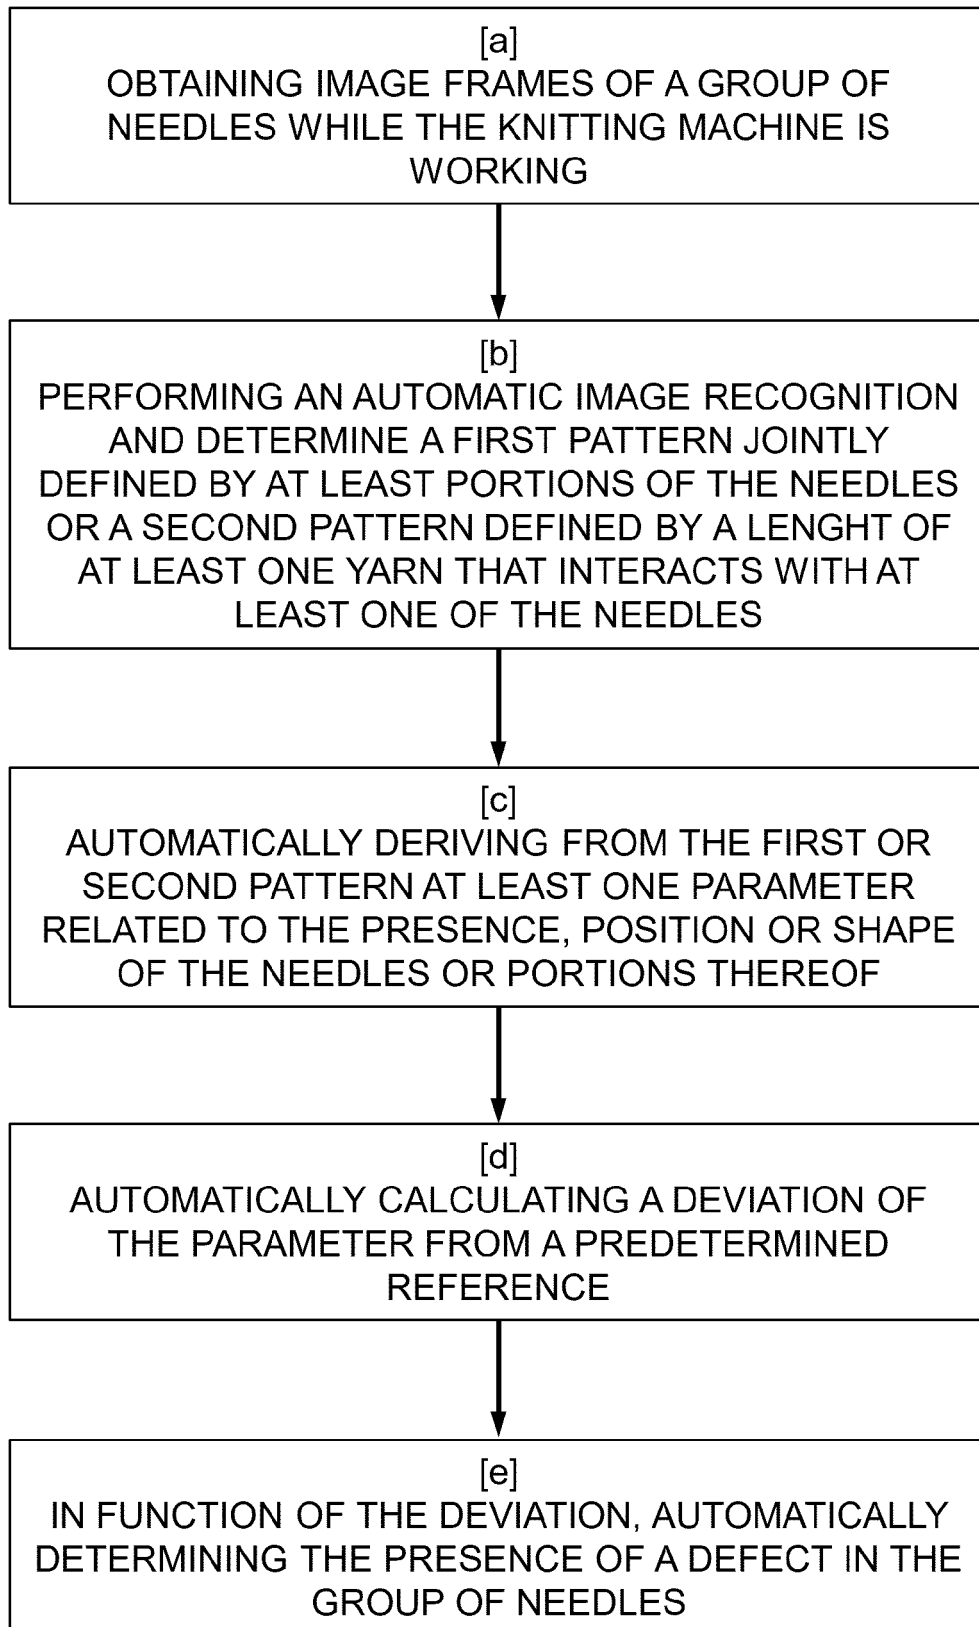 [a]
OBTAINING IMAGE FRAMES OF A GROUP OF
NEEDLES WHILE THE KNITTING MACHINE IS
WORKING
[b]
PERFORMING AN AUTOMATIC IMAGE RECOGNITION
AND DETERMINE A FIRST PATTERN JOINTLY
DEFINED BY AT LEAST PORTIONS OF THE NEEDLES
OR A SECOND PATTERN DEFINED BY A LENGHT OF
AT LEAST ONE YARN THAT INTERACTS WITH AT
LEAST ONE OF THE NEEDLES
[c]
AUTOMATICALLY DERIVING FROM THE FIRST OR
SECOND PATTERN AT LEAST ONE PARAMETER
RELATED TO THE PRESENCE, POSITION OR SHAPE
OF THE NEEDLES OR PORTIONS THEREOF
[d]
AUTOMATICALLY CALCULATING A DEVIATION OF
THE PARAMETER FROM A PREDETERMINED
REFERENCE
[e]
IN FUNCTION OF THE DEVIATION, AUTOMATICALLY
DETERMINING THE PRESENCE OF A DEFECT IN THE
GROUP OF NEEDLES